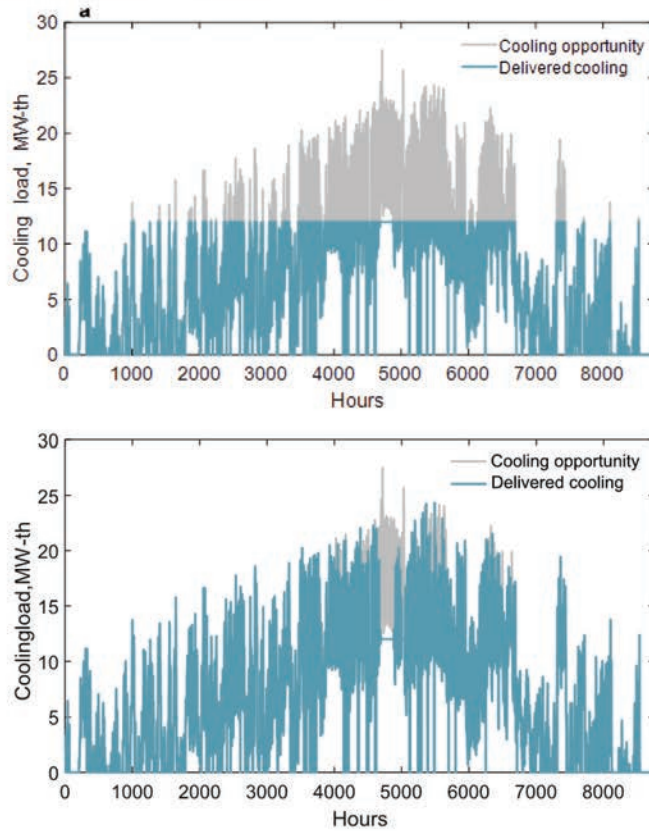 a
30
25
20
15
10
5
0
Cooling load, MW-th
Cooling opportunity
Delivered cooling
0 1000 2000 3000 4000 5000 6000 7000 8000
Hours
30
25
20
15
10
5
0
Coolingload,MW-th
Cooling opportunity
Delivered cooling
0 1000 2000 3000 4000 5000 6000 7000 8000
Hours